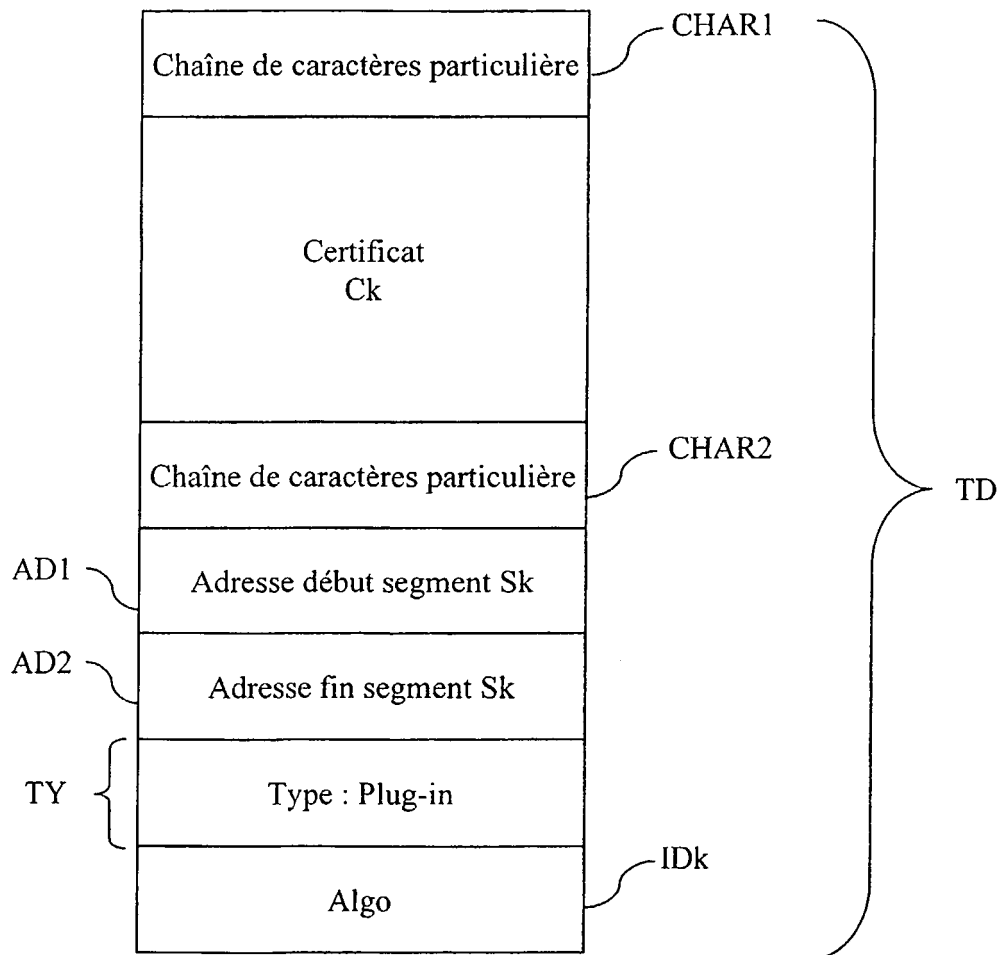 CHAR1
Chaîne de caractères particulière
Certificat
Ck
CHAR2
Chaîne de caractères particulière
TD
AD1
Adresse début segment Sk
AD2
Adresse fin segment Sk
TY
Type : Plug-in
IDk
Algo